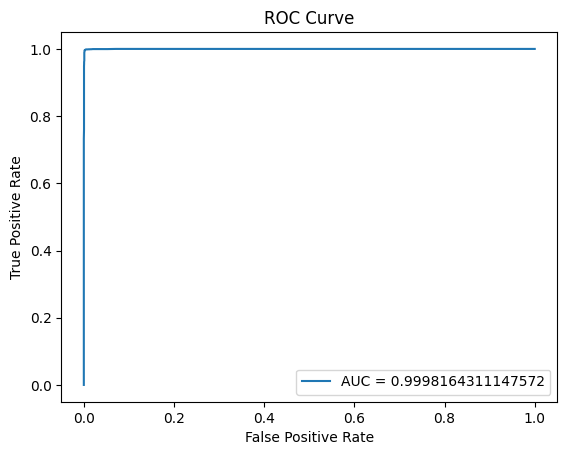 ROC Curve
True Positive Rate
1.0
0.8
0.6
0.4
0.2
0.0
AUC = 0.9998164311147572
0.0 0.2 0.4 0.6 0.8 1.0
False Positive Rate